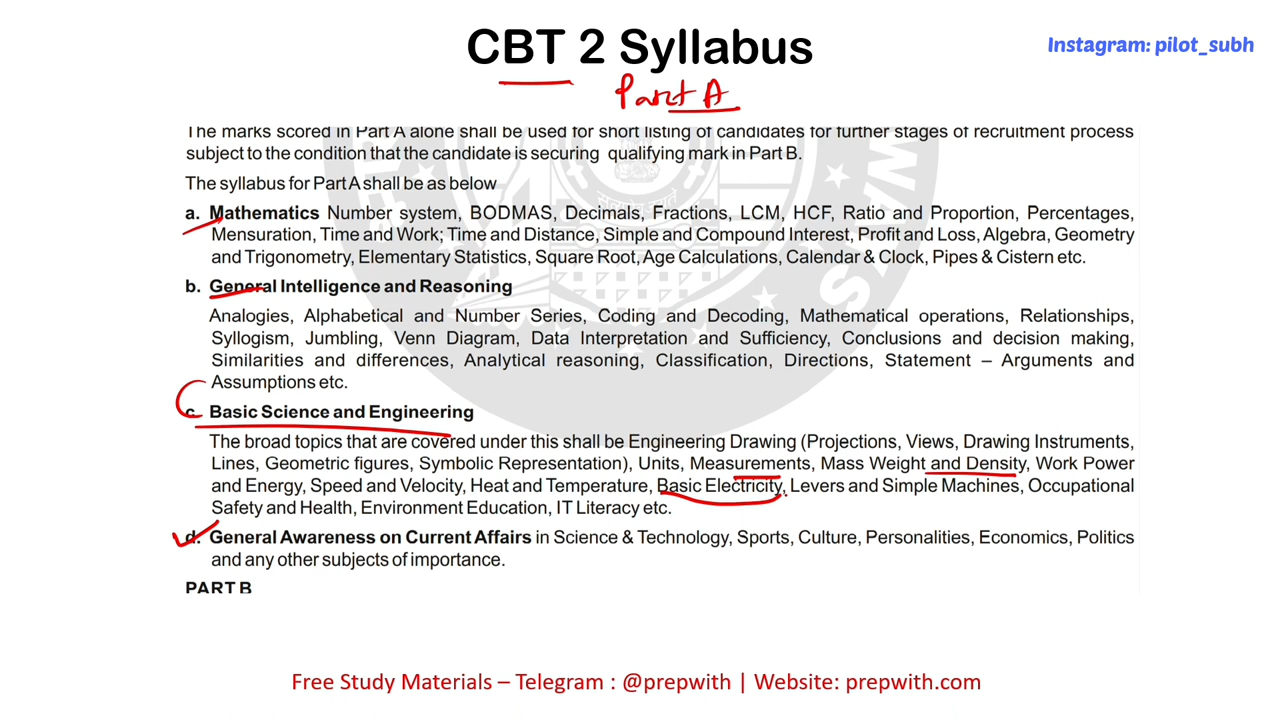 CBT 2 Syllabus
Instagram: pilot_subh
Part A
The marks scored in Part A alone shall be used for short listing of candidates for further stages of recruitment process
subject to the condition that the candidate is securing qualifying mark in Part B.
The syllabus for Part A shall be as below
a. Mathematics Number system, BODMAS, Decimals, Fractions, LCM, HCF, Ratio and Proportion, Percentages,
Mensuration, Time and Work; Time and Distance, Simple and Compound Interest, Profit and Loss, Algebra, Geometry
and Trigonometry, Elementary Statistics, Square Root, Age Calculations, Calendar & Clock, Pipes & Cistern etc.
b. General Intelligence and Reasoning
Analogies, Alphabetical and Number Series, Coding and Decoding, Mathematical operations, Relationships,
Syllogism, Jumbling, Venn Diagram, Data Interpretation and Sufficiency, Conclusions and decision making,
Similarities and differences, Analytical reasoning, Classification, Directions, Statement – Arguments and
Assumptions etc.
c. Basic Science and Engineering
The broad topics that are covered under this shall be Engineering Drawing (Projections, Views, Drawing Instruments,
Lines, Geometric figures, Symbolic Representation), Units, Measurements, Mass Weight and Density, Work Power
and Energy, Speed and Velocity, Heat and Temperature, Basic Electricity, Levers and Simple Machines, Occupational
Safety and Health, Environment Education, IT Literacy etc.
d. General Awareness on Current Affairs in Science & Technology, Sports, Culture, Personalities, Economics, Politics
and any other subjects of importance.
PART B
Free Study Materials – Telegram : @prepwith | Website: prepwith.com